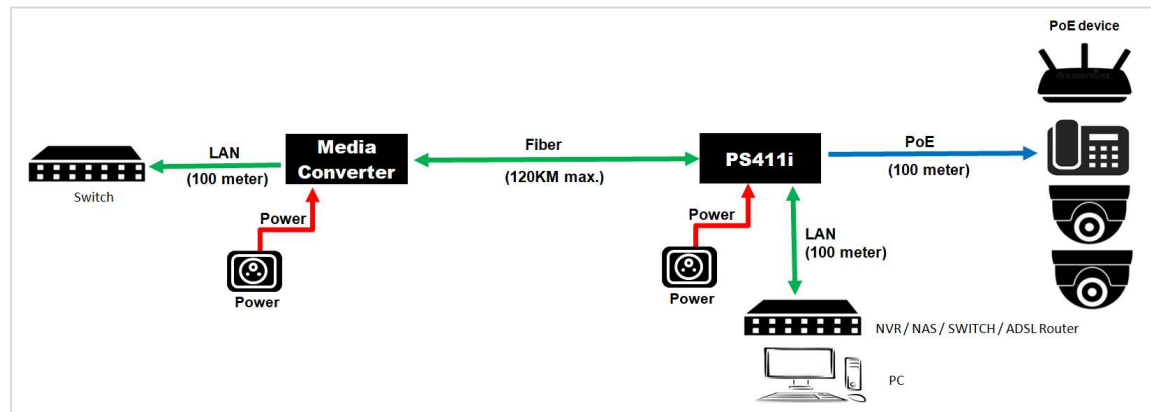 PoE device
LAN
(100 meter)
Switch
Media
Converter
Power
Power
Fiber
(120KM max.)
PS411i
Power
Power
PoE
(100 meter)
LAN
(100 meter)
NVR / NAS / SWITCH / ADSL Router
PC